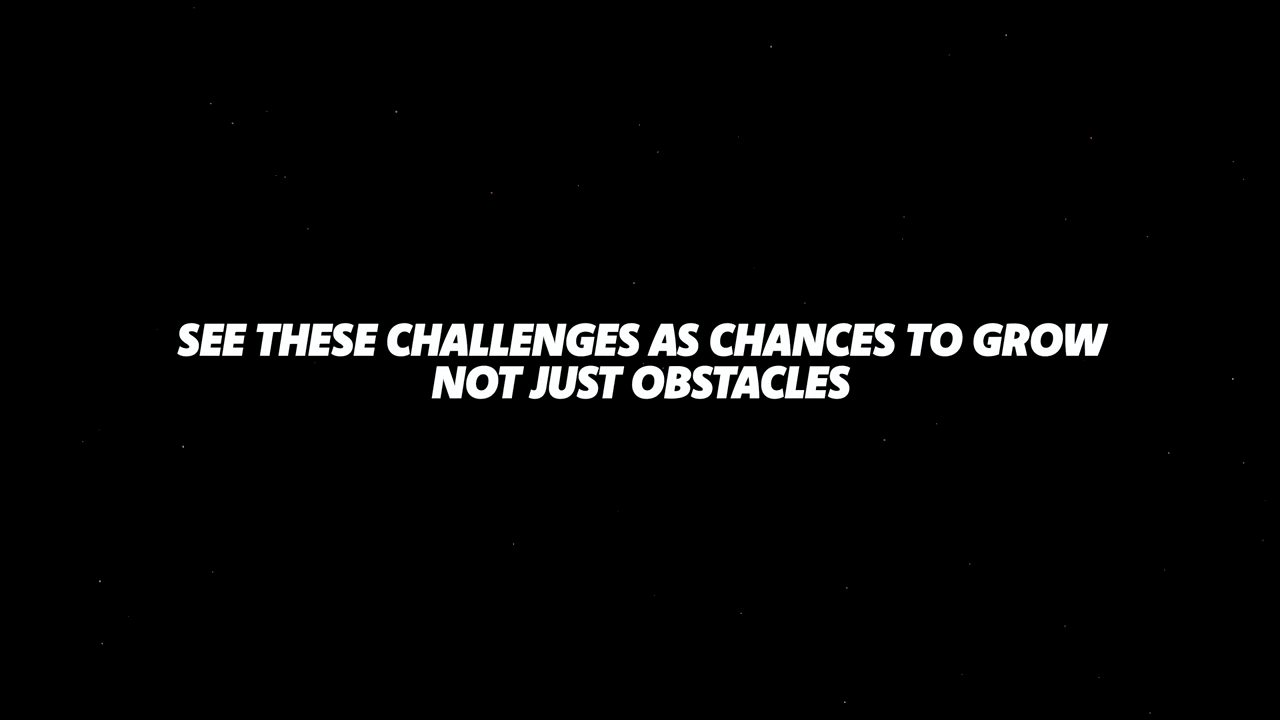 SEE THESE CHALLENGES AS CHANCES TO GROW
NOT JUST OBSTACLES